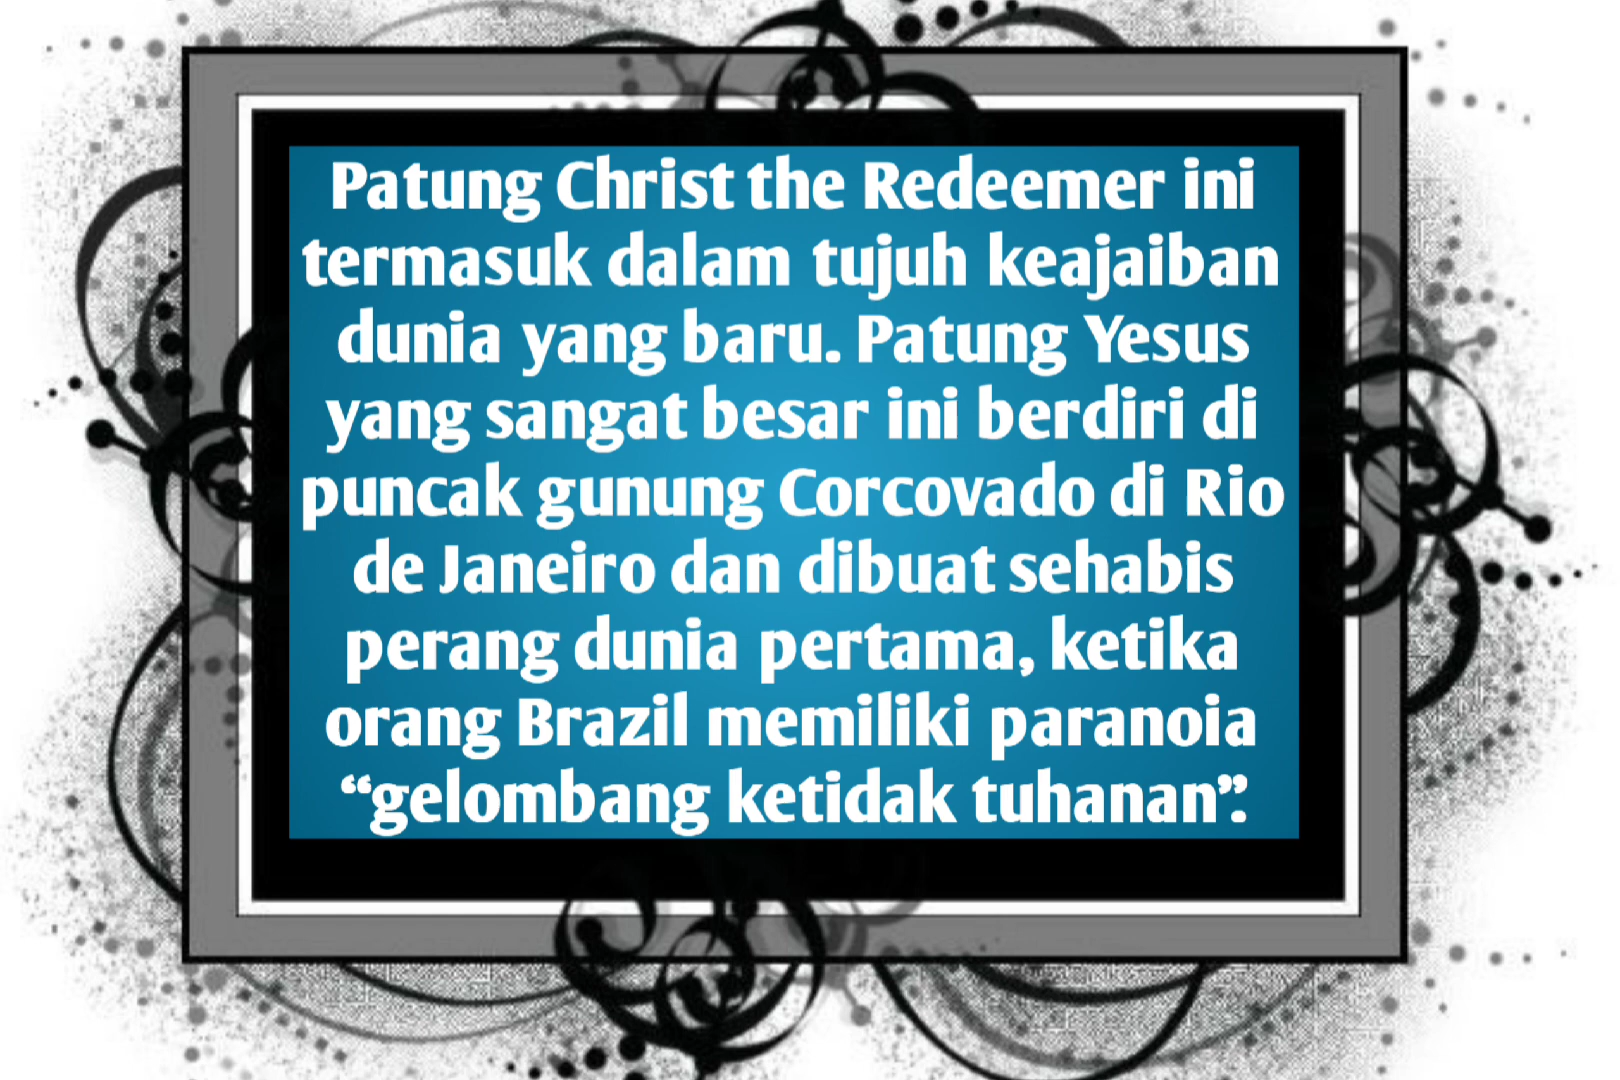 Patung Christ the Redeemer ini
termasuk dalam tujuh keajaiban
dunia yang baru. Patung Yesus
yang sangat besar ini berdiri di
puncak gunung Corcovado di Rio
de Janeiro dan dibuat sehabis
perang dunia pertama, ketika
orang Brazil memiliki paranoia
“gelombang ketidak tuhanan”.